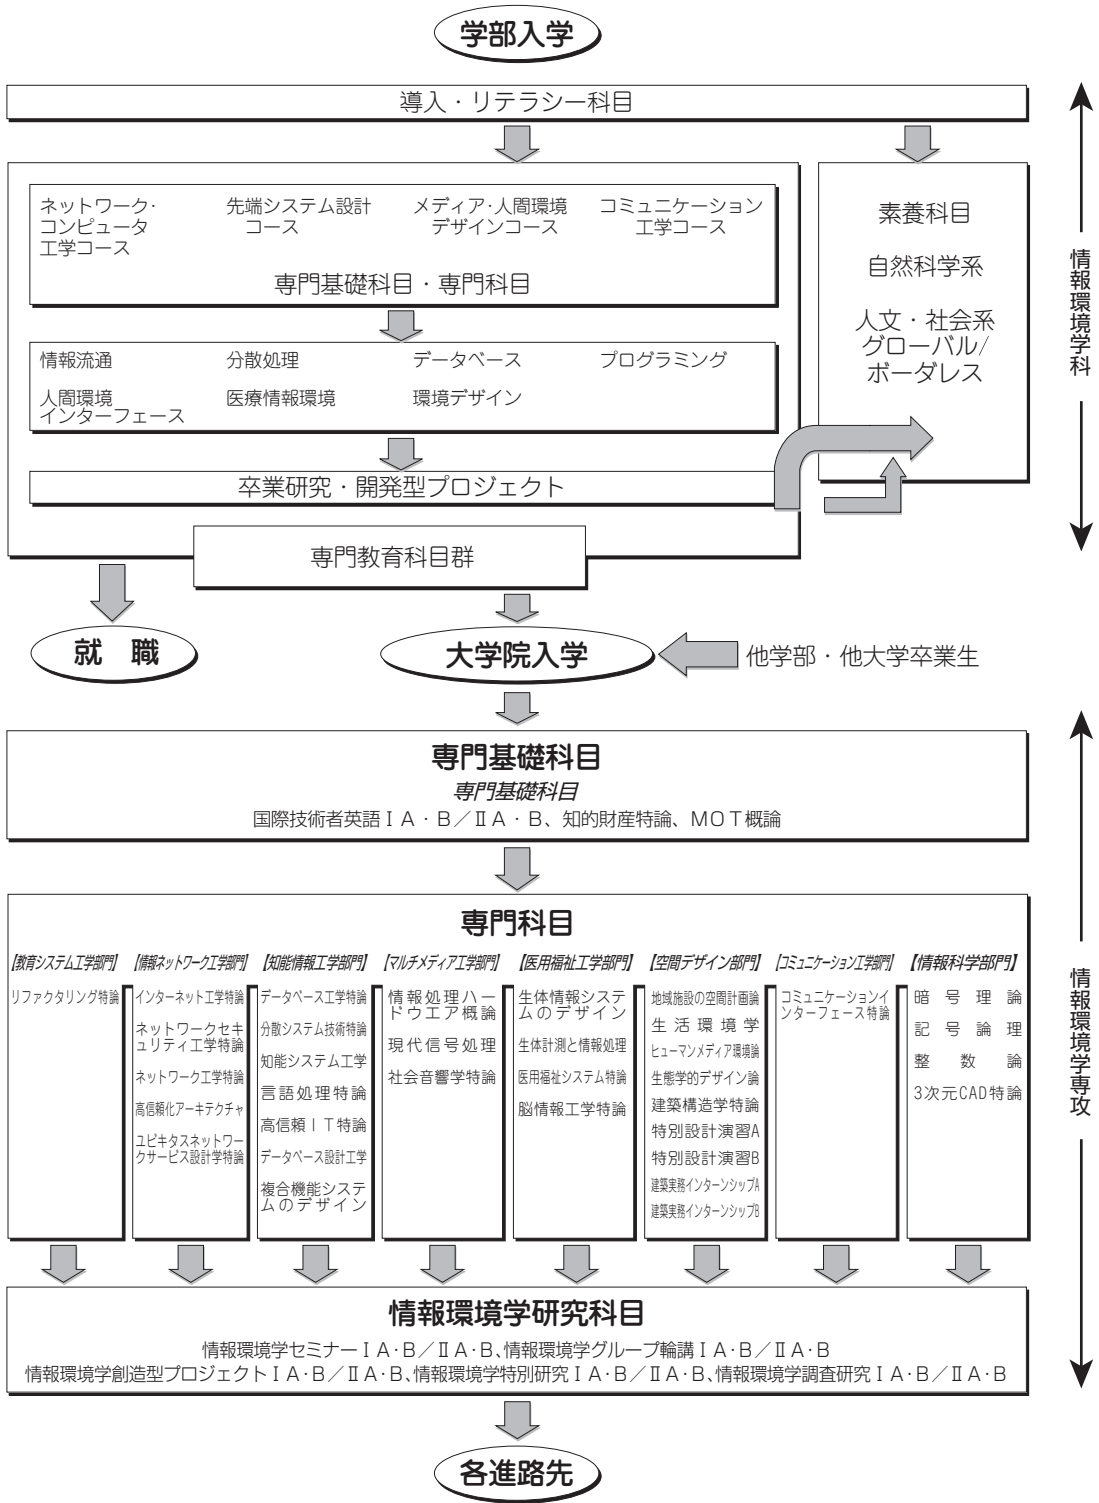 学部入学
導入・リテラシー科目
ネットワーク・
コンピュータ
工学コース
先端システム設計
コース
メディア・人間環境
デザインコース
コミュニケーション
工学コース
専門基礎科目・専門科目
情報流通
分散処理
データベース
プログラミング
人間環境
インターフェース
医療情報環境
環境デザイン
卒業研究・開発型プロジェクト
専門教育科目群
素養科目
自然科学系
人文・社会系
グローバル/
ボーダレス
情報環境学科
就 職
大学院入学
他学部・他大学卒業生
専門基礎科目
専門基礎科目
国際技術者英語ⅠA・B/ⅡA・B、知的財産特論、MOT概論
専門科目
【教育システム工学部門】
リファクタリング特論
【情報ネットワーク工学部門】
インターネット工学特論
ネットワークセキ
ュリティ工学特論
ネットワーク工学特論
高信頼化アーキテクチャ
ユビキタスネットワー
クサービス設計学特論
【知能情報工学部門】
データベース工学特論
分散システム技術特論
知能システム工学
言語処理特論
高信頼IT特論
データベース設計工学
複合機能システ
ムのデザイン
【マルチメディア工学部門】
情報処理ハー
ドウエア概論
現代信号処理
社会音響学特論
【医用福祉工学部門】
生体情報システ
ムのデザイン
生体計測と情報処理
医用福祉システム特論
脳情報工学特論
【空間デザイン部門】
地域施設の空間計画論
生活環境学
ヒューマンメディア環境論
生態学的デザイン論
建築構造学特論
特別設計演習A
特別設計演習B
建築実務インターンシップA
建築実務インターンシップB
【コミュニケーション工学部門】
コミュニケーションイ
ンターフェース特論
【情報科学部門】
暗号理論
記号論理
整数論
3次元CAD特論
情報環境学専攻
情報環境学研究科目
情報環境学セミナーⅠA・B/ⅡA・B、情報環境学グループ輪講ⅠA・B/ⅡA・B
情報環境学創造型プロジェクトⅠA・B/ⅡA・B、情報環境学特別研究ⅠA・B/ⅡA・B、情報環境学調査研究ⅠA・B/ⅡA・B
各進路先